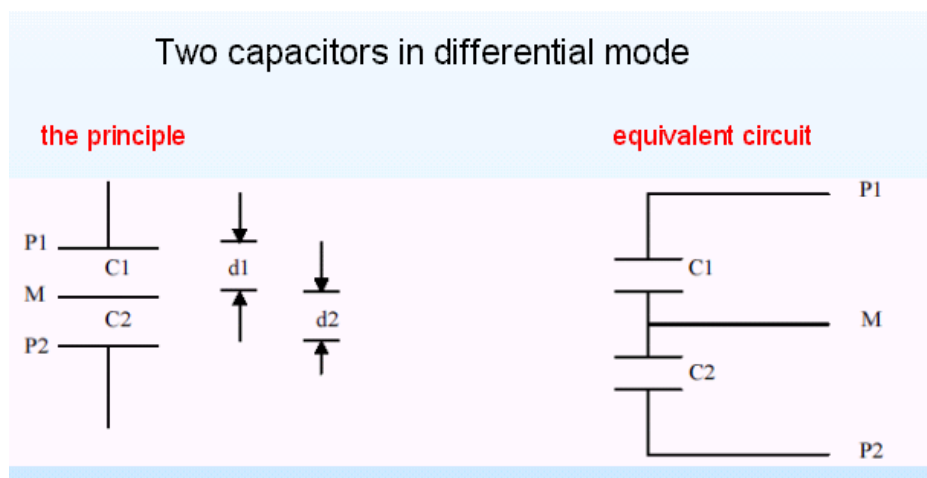 Two capacitors in differential mode
the principle
equivalent circuit
P1
C1
M
C2
P2
d1
d2
P1
C1
M
C2
P2